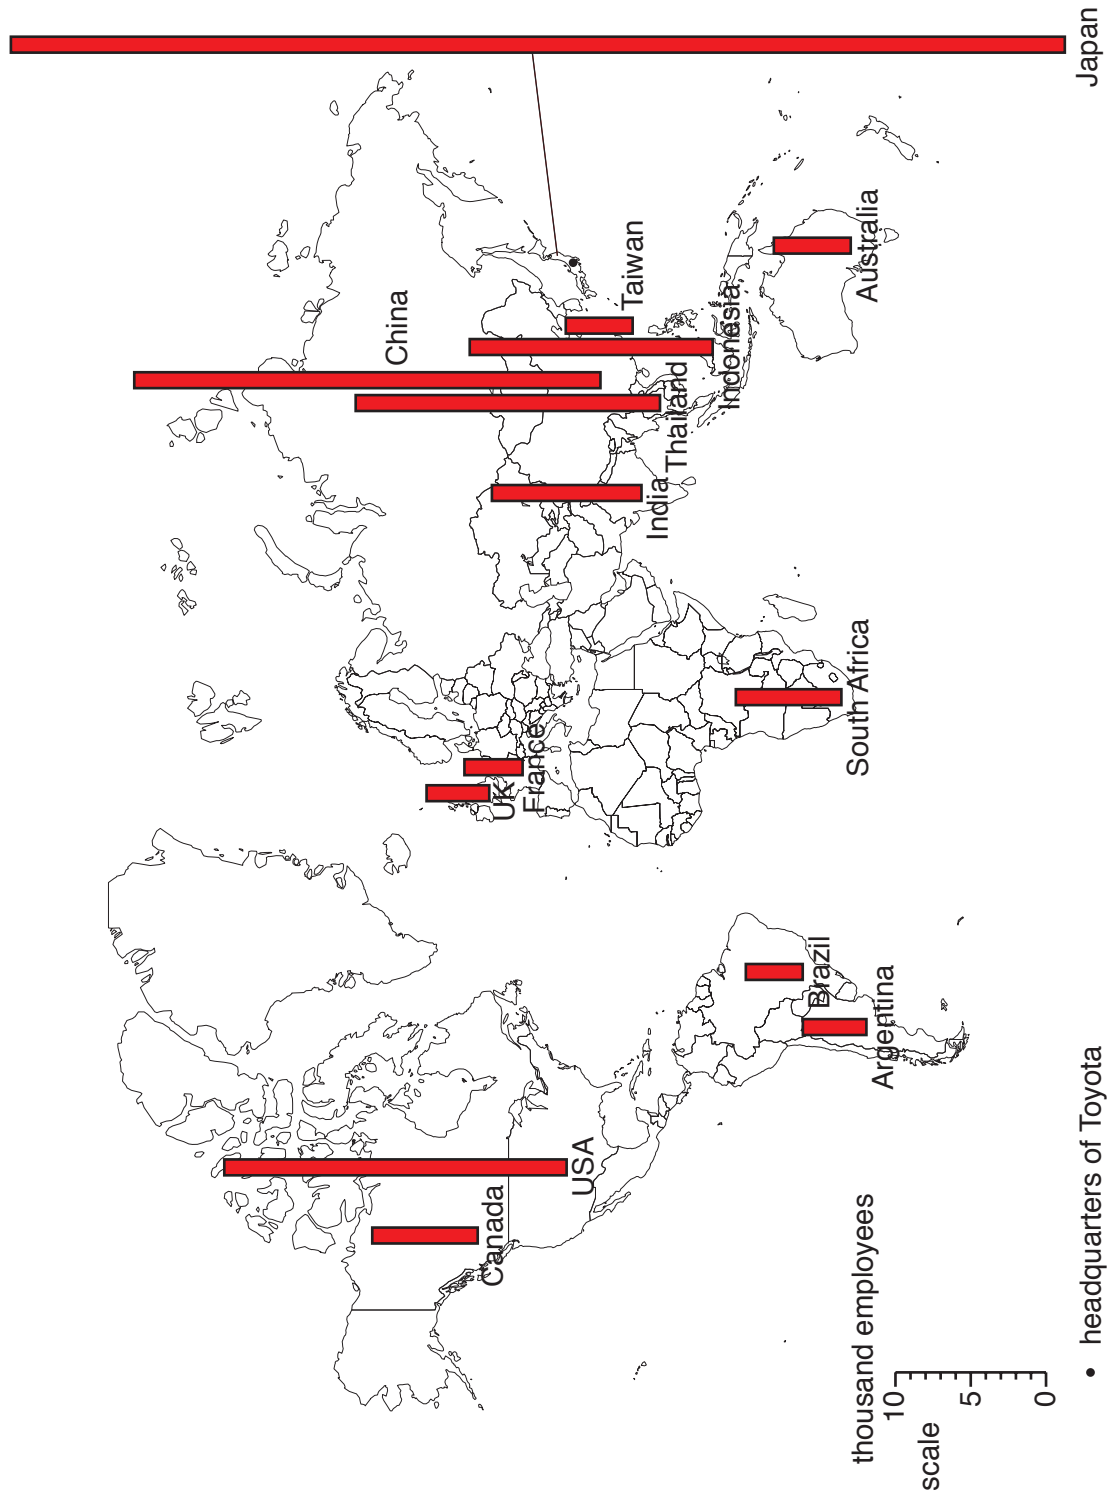 Japan
China
Taiwan
Indonesia
Thailand
India
Australia
UK
France
South Africa
Canada
USA
Brazil
Argentina
thousand employees
10
5
0
scale
• headquarters of Toyota